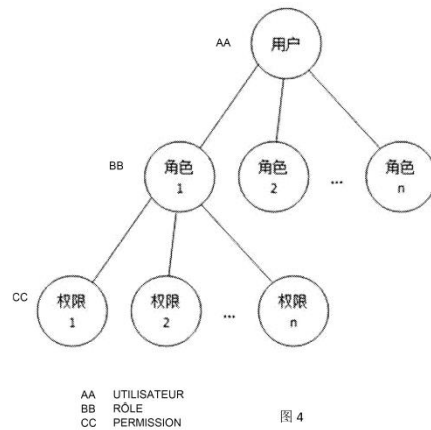 AA
用户
BB
角色
1
角色
2
...
角色
n
CC
权限
1
权限
2
...
权限
n
AA UTILISATEUR
BB RÔLE
CC PERMISSION
图 4